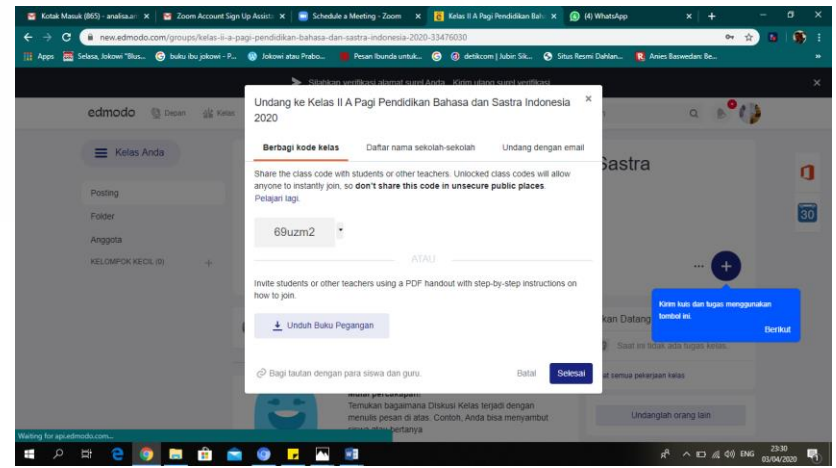 Kotak Masuk (865) - analisa.an
Zoom Account Sign Up Assista
Schedule a Meeting - Zoom
Kelas II A Pagi Pendidikan Baha
(4) WhatsApp
new.edmodo.com/groups/kelas-ii-a-pagi-pendidikan-bahasa-dan-sastra-indonesia-2020-33476030
Apps
Selasa, Jokowi "Blus...
buku ibu jokowi - P...
Jokowi atau Prabo...
Pesan Ibunda untuk...
detikcom | Jubir: Sik...
Situs Resmi Dahlan...
Anies Baswedan: Be...
Silahkan verifikasi alamat surel Anda. Kirim ulang surel verifikasi
edmodo
Depan
Kelas
Kelas Anda
Posting
Folder
Anggota
KELOMPOK KECIL (0)
Undang ke Kelas II A Pagi Pendidikan Bahasa dan Sastra Indonesia
2020
Berbagi kode kelas
Daftar nama sekolah-sekolah
Undang dengan email
Share the class code with students or other teachers. Unlocked class codes will allow
anyone to instantly join, so don't share this code in unsecure public places.
Pelajari lagi.
69uzm2
ATAU
Invite students or other teachers using a PDF handout with step-by-step instructions on
how to join.
Unduh Buku Pegangan
Bagi tautan dengan para siswa dan guru.
Batal
Selesai
Sastra
Kirim kuis dan tugas menggunakan
tombol ini.
Berikut
kan Datang
Saat ini tidak ada tugas kelas.
at semua pekerjaan kelas
Undanglah orang lain
Mulai percakapan!
Temukan bagaimana Diskusi Kelas terjadi dengan
menulis pesan di atas. Contoh, Anda bisa menyambut
siswa atau bertanya
Waiting for api.edmodo.com...
ENG
23:30
03/04/2020